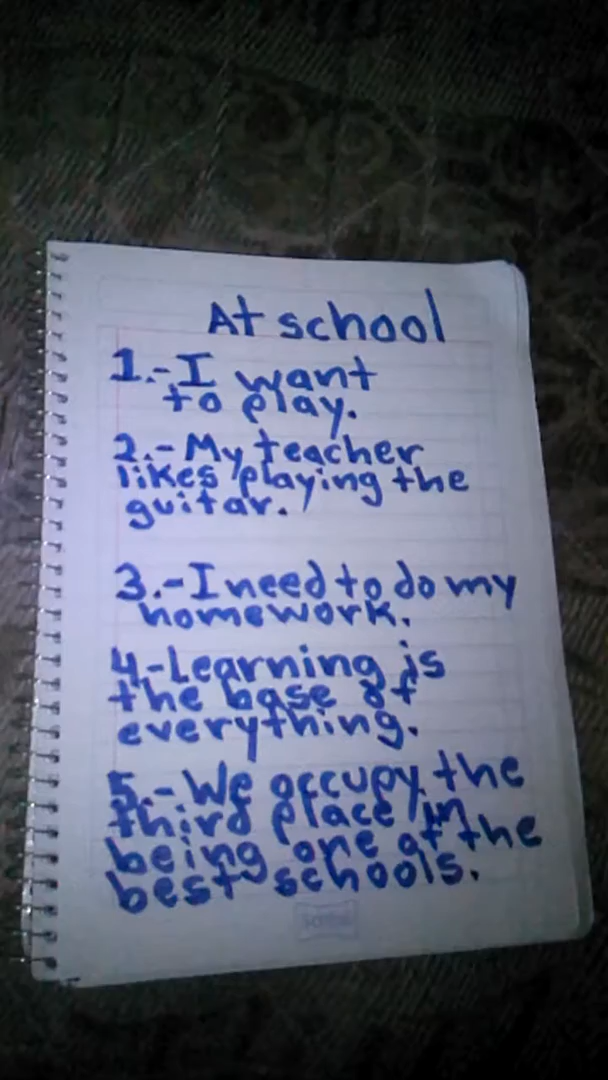 At school
1.-I want
to play.
2.-My teacher
likes playing the
guitar.
3.-I need to do my
homework.
4.-Learning is
the base of
everything.
5.-We occupy the
third place in
being one of the
best schools.
Scribe